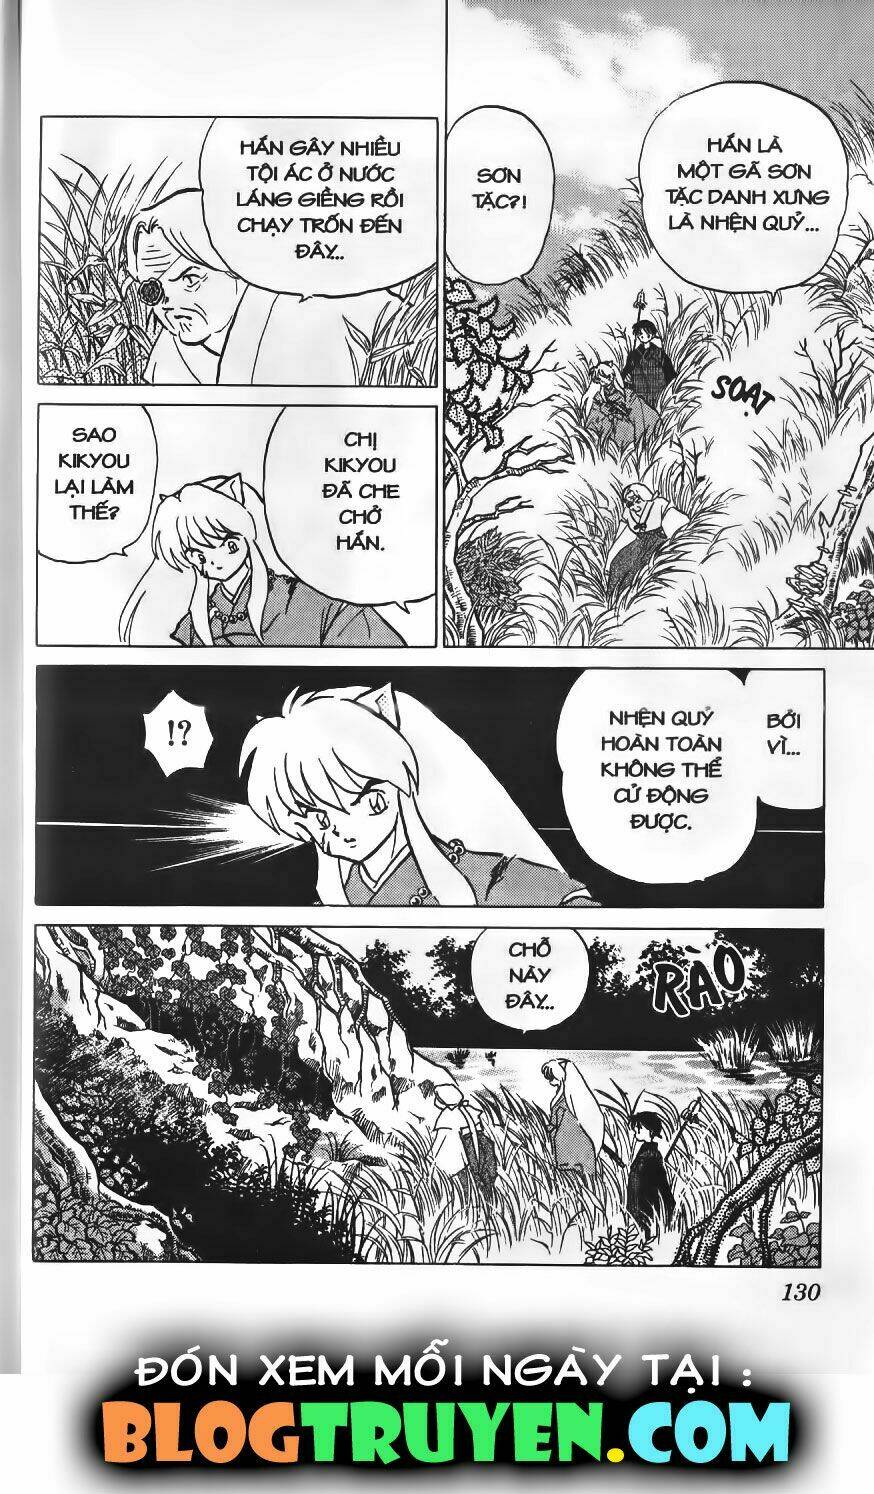 HẮN LÀ
MỘT GÃ SƠN
TẶC DANH XƯNG
LÀ NHỆN QUỶ...
SƠN
TẶC?!
SOẠT
HẮN GÂY NHIỀU
TỘI ÁC Ở NƯỚC
LÁNG GIỀNG RỒI
CHẠY TRỐN ĐẾN
ĐÂY...
CHỊ
KIKYOU
ĐÃ CHE
CHỞ
HẮN.
SAO
KIKYOU
LẠI LÀM
THẾ?
BỞI
VÌ...
NHỆN QUỶ
HOÀN TOÀN
KHÔNG THỂ
CỬ ĐỘNG
ĐƯỢC.
!?
RÀO
CHỖ
NÀY
ĐÂY...
130
ĐÓN XEM MỖI NGÀY TẠI :
BLOGTRUYEN.COM